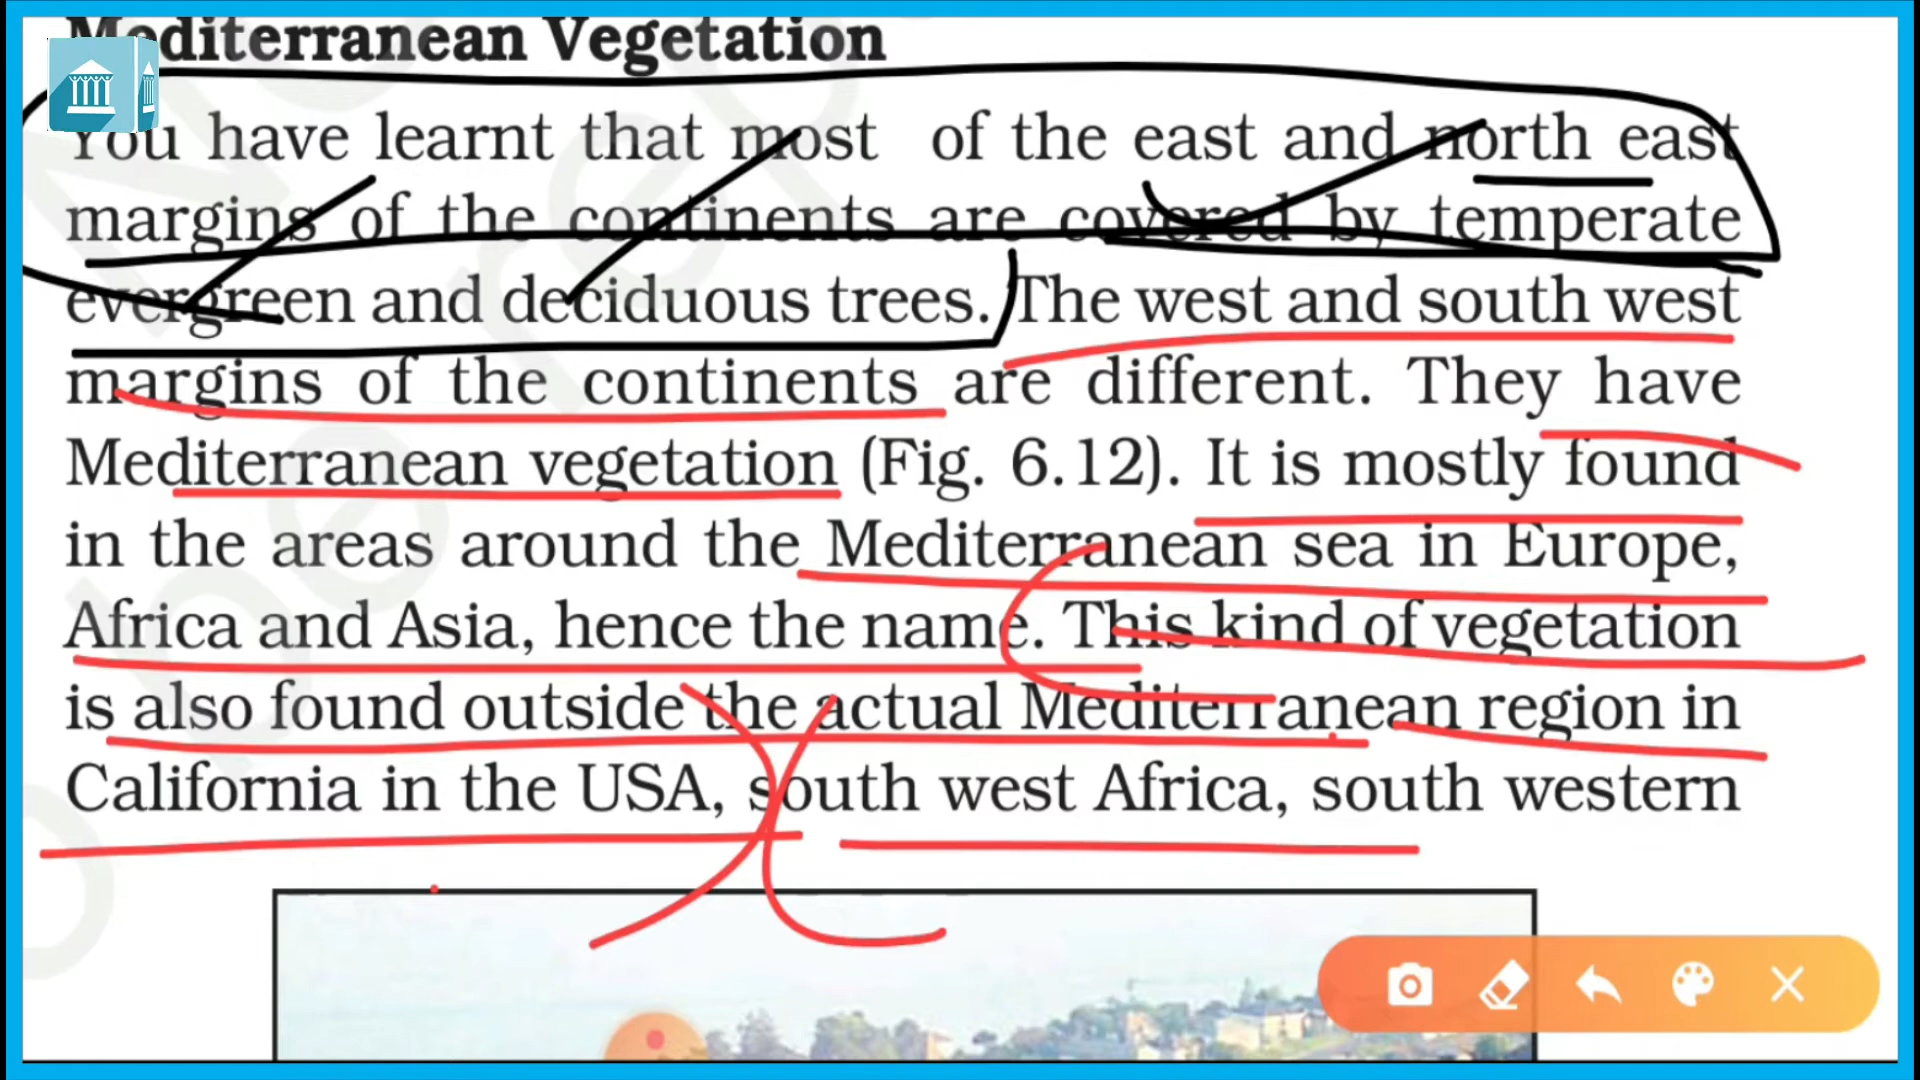 Mediterranean Vegetation
You have learnt that most of the east and north east
margins of the continents are covered by temperate
evergreen and deciduous trees. The west and south west
margins of the continents are different. They have
Mediterranean vegetation (Fig. 6.12). It is mostly found
in the areas around the Mediterranean sea in Europe,
Africa and Asia, hence the name. This kind of vegetation
is also found outside the actual Mediterranean region in
California in the USA, south west Africa, south western